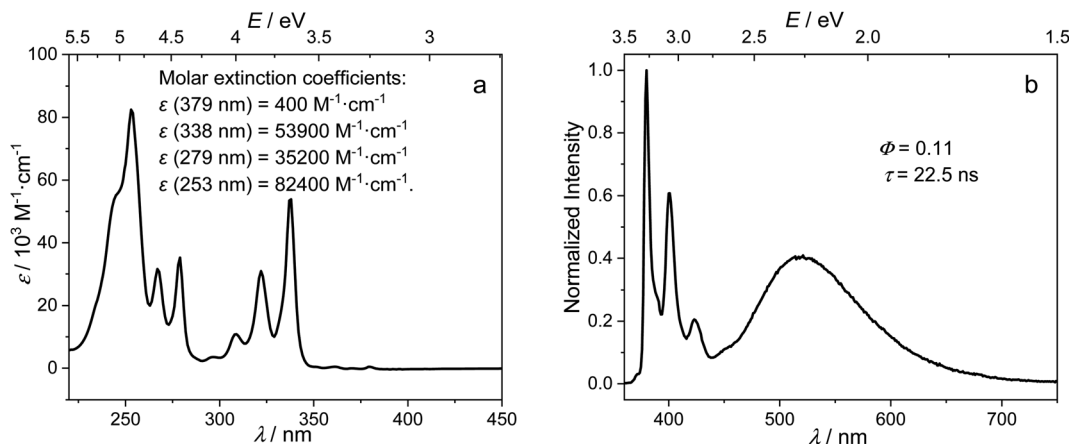 E / eV
5.5 5 4.5 4 3.5 3
100
80
60
40
20
0
ε / 10³ M⁻¹·cm⁻¹
Molar extinction coefficients:
ε (379 nm) = 400 M⁻¹·cm⁻¹
ε (338 nm) = 53900 M⁻¹·cm⁻¹
ε (279 nm) = 35200 M⁻¹·cm⁻¹
ε (253 nm) = 82400 M⁻¹·cm⁻¹.
a
250 300 350 400 450
λ / nm
E / eV
3.5 3.0 2.5 2.0 1.5
1.0
0.8
0.6
0.4
0.2
0.0
Normalized Intensity
b
Φ = 0.11
τ = 22.5 ns
400 500 600 700
λ / nm